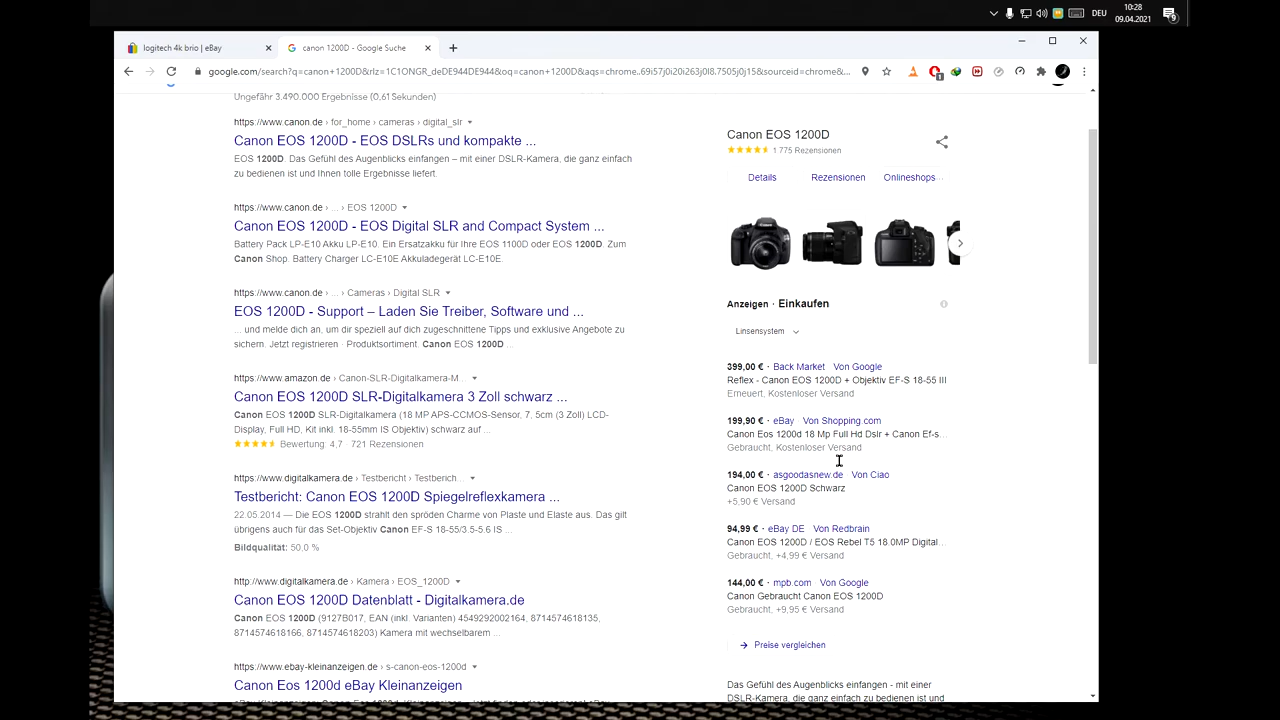 DEU
10:28
09.04.2021
9
logitech 4k brio | eBay
canon 1200D - Google Suche
google.com/search?q=canon+1200D&rlz=1C1ONGR_deDE944DE944&oq=canon+1200D&aqs=chrome..69i57j0i20i263j0l8.7505j0j15&sourceid=chrome&...
1
Ungefähr 3.490.000 Ergebnisse (0,61 Sekunden)
https://www.canon.de › for_home › cameras › digital_slr
Canon EOS 1200D - EOS DSLRs und kompakte ...
EOS 1200D. Das Gefühl des Augenblicks einfangen – mit einer DSLR-Kamera, die ganz einfach
zu bedienen ist und Ihnen tolle Ergebnisse liefert.
https://www.canon.de › ... › EOS 1200D
Canon EOS 1200D - EOS Digital SLR and Compact System ...
Battery Pack LP-E10 Akku LP-E10. Ein Ersatzakku für Ihre EOS 1100D oder EOS 1200D. Zum
Canon Shop. Battery Charger LC-E10E Akkuladegerät LC-E10E.
https://www.canon.de › ... › Cameras › Digital SLR
EOS 1200D - Support – Laden Sie Treiber, Software und ...
... und melde dich an, um dir speziell auf dich zugeschnittene Tipps und exklusive Angebote zu
sichern. Jetzt registrieren · Produktsortiment. Canon EOS 1200D ...
https://www.amazon.de › Canon-SLR-Digitalkamera-M...
Canon EOS 1200D SLR-Digitalkamera 3 Zoll schwarz ...
Canon EOS 1200D SLR-Digitalkamera (18 MP APS-CCMOS-Sensor, 7, 5cm (3 Zoll) LCD-
Display, Full HD, Kit inkl. 18-55mm IS Objektiv) schwarz auf ...
Bewertung: 4,7 · 721 Rezensionen
https://www.digitalkamera.de › Testbericht › Testberich...
Testbericht: Canon EOS 1200D Spiegelreflexkamera ...
22.05.2014 — Die EOS 1200D strahlt den spröden Charme von Plaste und Elaste aus. Das gilt
übrigens auch für das Set-Objektiv Canon EF-S 18-55/3.5-5.6 IS ...
Bildqualität: 50,0 %
http://www.digitalkamera.de › Kamera › EOS_1200D
Canon EOS 1200D Datenblatt - Digitalkamera.de
Canon EOS 1200D (9127B017, EAN (inkl. Varianten) 4549292002164, 8714574618135,
8714574618166, 8714574618203) Kamera mit wechselbarem ...
https://www.ebay-kleinanzeigen.de › s-canon-eos-1200d
Canon Eos 1200d eBay Kleinanzeigen
Canon EOS 1200D
1 775 Rezensionen
Details Rezensionen Onlineshops
Anzeigen · Einkaufen
Linsensystem
399,00 € · Back Market Von Google
Reflex - Canon EOS 1200D + Objektiv EF-S 18-55 III
Erneuert, Kostenloser Versand
199,90 € · eBay Von Shopping.com
Canon Eos 1200d 18 Mp Full Hd Dslr + Canon Ef-s...
Gebraucht, Kostenloser Versand
194,00 € · asgoodasnew.de Von Ciao
Canon EOS 1200D Schwarz
+5,90 € Versand
94,99 € · eBay DE Von Redbrain
Canon EOS 1200D / EOS Rebel T5 18.0MP Digital...
Gebraucht, +4,99 € Versand
144,00 € · mpb.com Von Google
Canon Gebraucht Canon EOS 1200D
Gebraucht, +9,95 € Versand
Preise vergleichen
Das Gefühl des Augenblicks einfangen - mit einer
DSLR-Kamera, die ganz einfach zu bedienen ist und